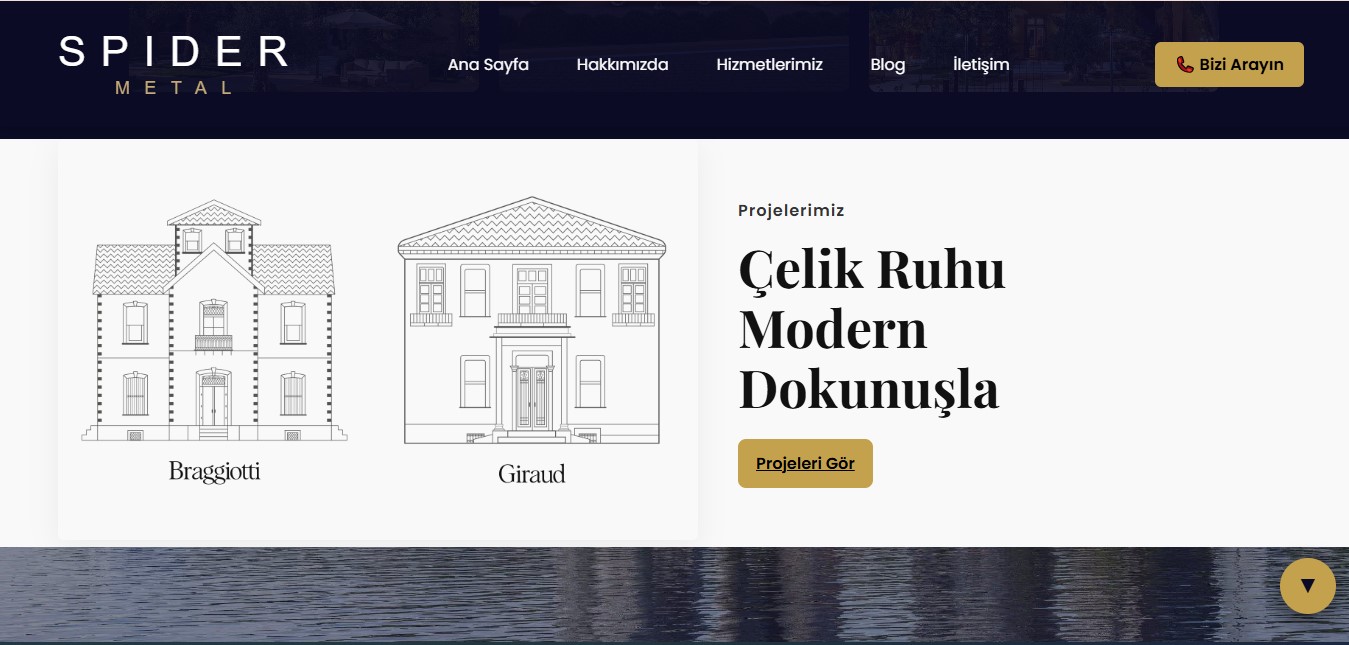 SPIDER
METAL
Ana Sayfa
Hakkımızda
Hizmetlerimiz
Blog
İletişim
Bizi Arayın
Projelerimiz
Çelik Ruhu
Modern
Dokunuşla
Projeleri Gör
Braggiotti
Giraud